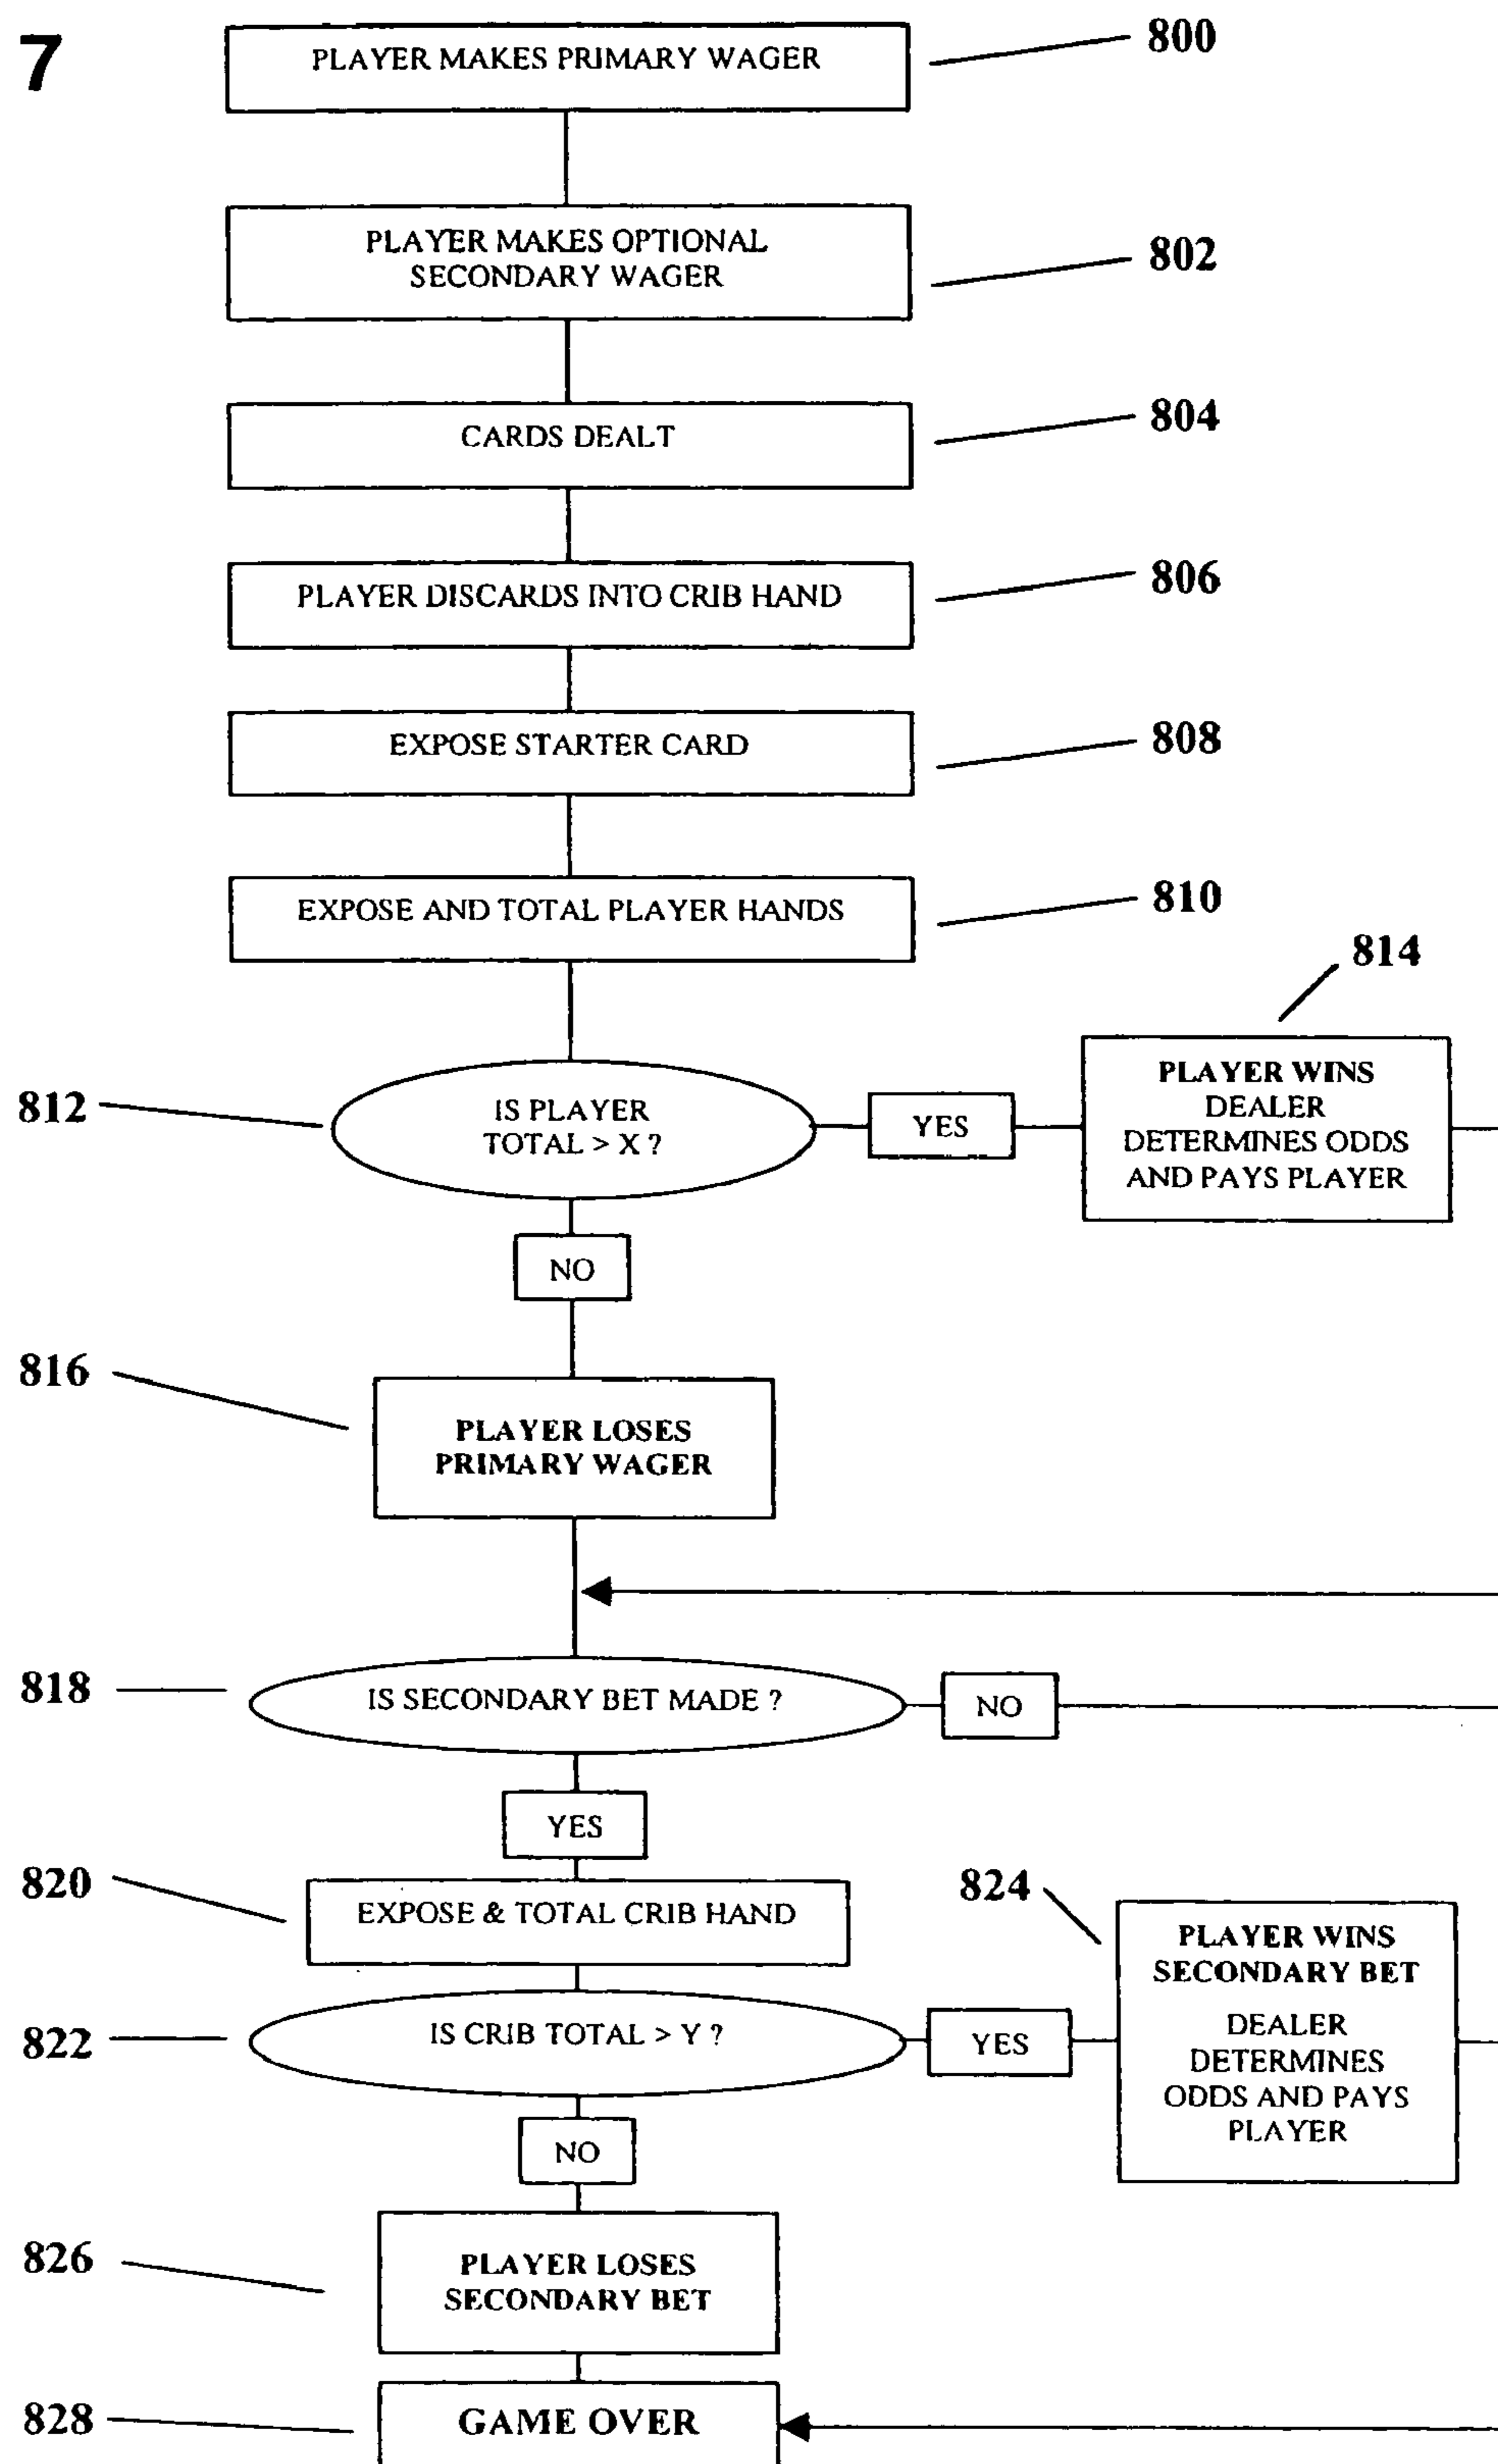 7
PLAYER MAKES PRIMARY WAGER
800
PLAYER MAKES OPTIONAL
SECONDARY WAGER
802
CARDS DEALT
804
PLAYER DISCARDS INTO CRIB HAND
806
EXPOSE STARTER CARD
808
EXPOSE AND TOTAL PLAYER HANDS
810
812
IS PLAYER
TOTAL > X ?
YES
814
PLAYER WINS
DEALER
DETERMINES ODDS
AND PAYS PLAYER
NO
816
PLAYER LOSES
PRIMARY WAGER
818
IS SECONDARY BET MADE ?
NO
YES
820
EXPOSE & TOTAL CRIB HAND
822
IS CRIB TOTAL > Y ?
YES
824
PLAYER WINS
SECONDARY BET
DEALER
DETERMINES
ODDS AND PAYS
PLAYER
NO
826
PLAYER LOSES
SECONDARY BET
828
GAME OVER